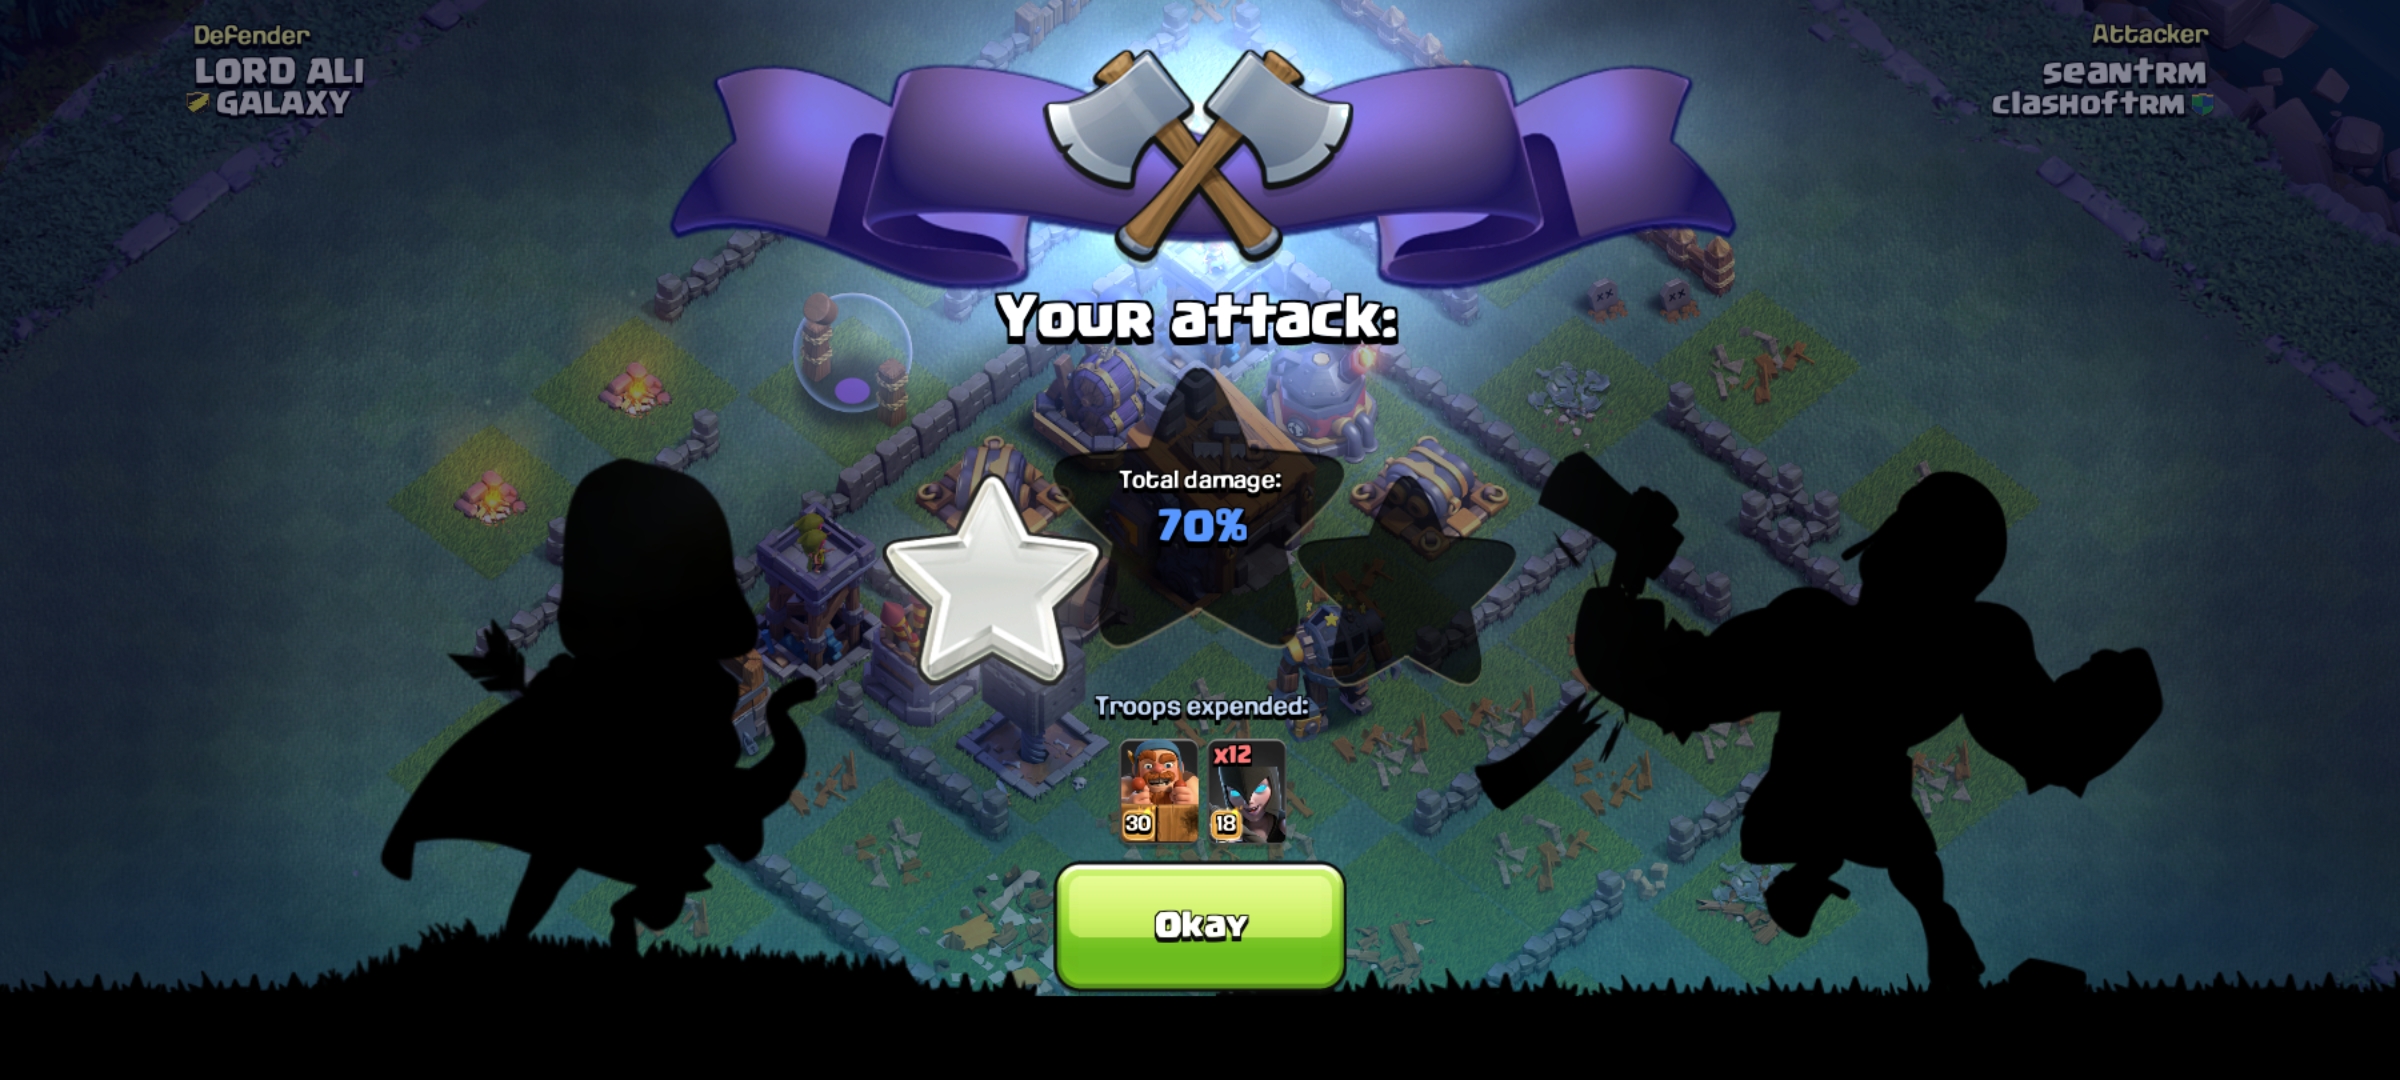 Defender
LORD ALI
GALAXY
Attacker
seantRM
clashoftRM
Your attack:
Total damage:
70%
Troops expended:
x12
30
18
Okay